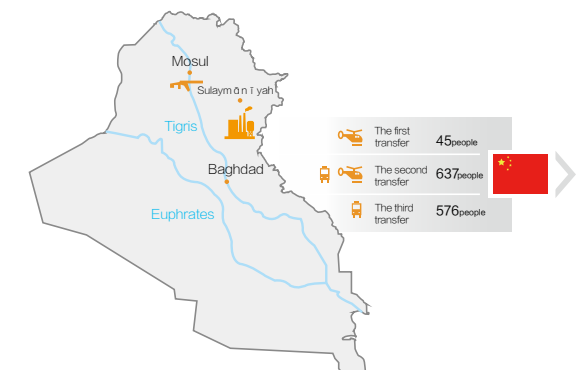 Mosul
Sulaymānīyah
Tigris
Baghdad
Euphrates
The first
transfer
45people
The second
transfer
637people
The third
transfer
576people